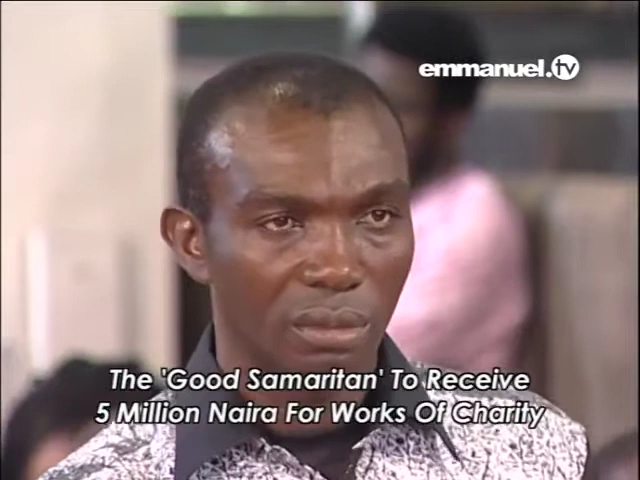 emmanuel.tv
The 'Good Samaritan' To Receive
5 Million Naira For Works Of Charity